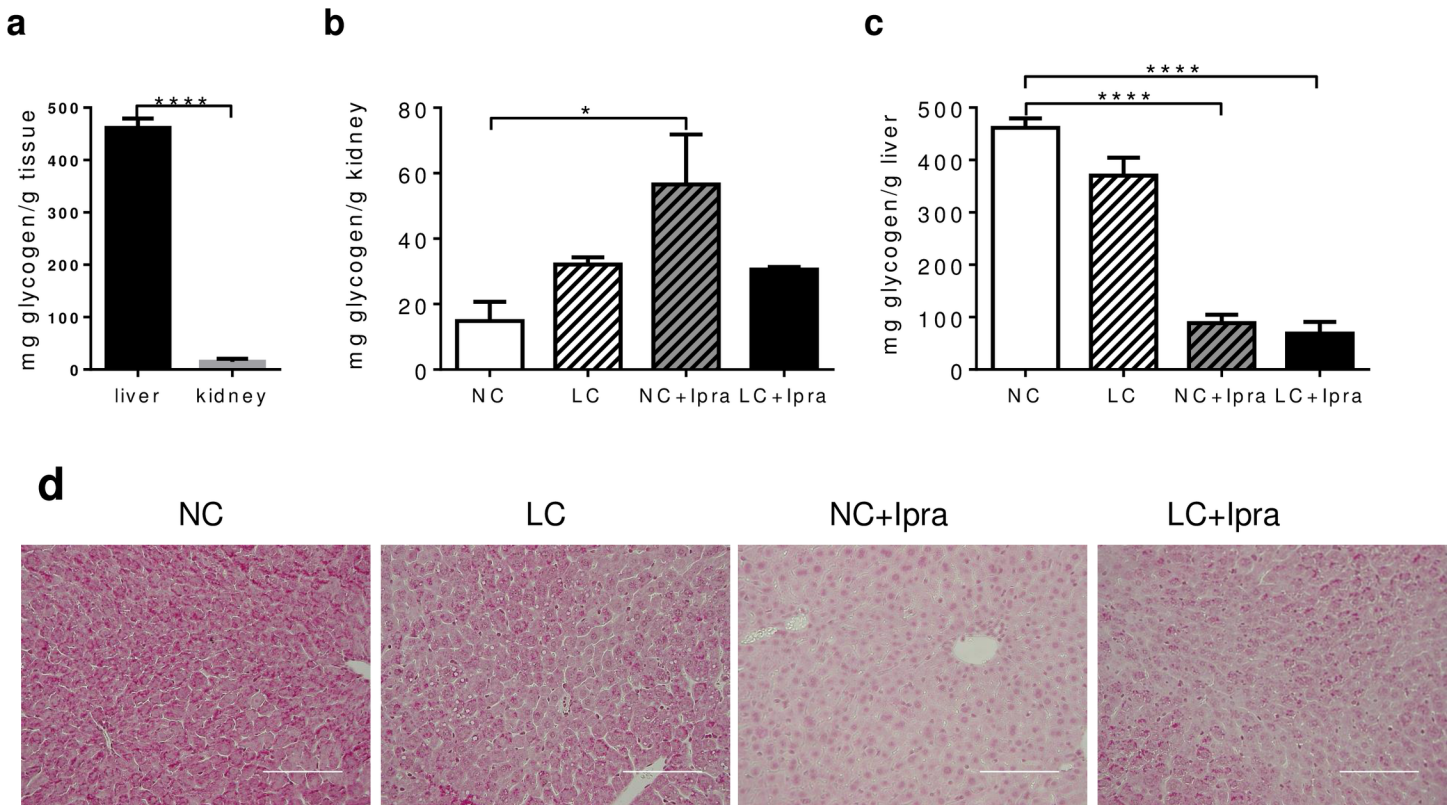 a
mg glycogen/g tissue
500
400
300
200
100
0
****
liver kidney
b
mg glycogen/g kidney
80
60
40
20
0
*
NC LC NC+Ipra LC+Ipra
c
mg glycogen/g liver
500
400
300
200
100
0
****
****
NC LC NC+Ipra LC+Ipra
d
NC LC NC+Ipra LC+Ipra